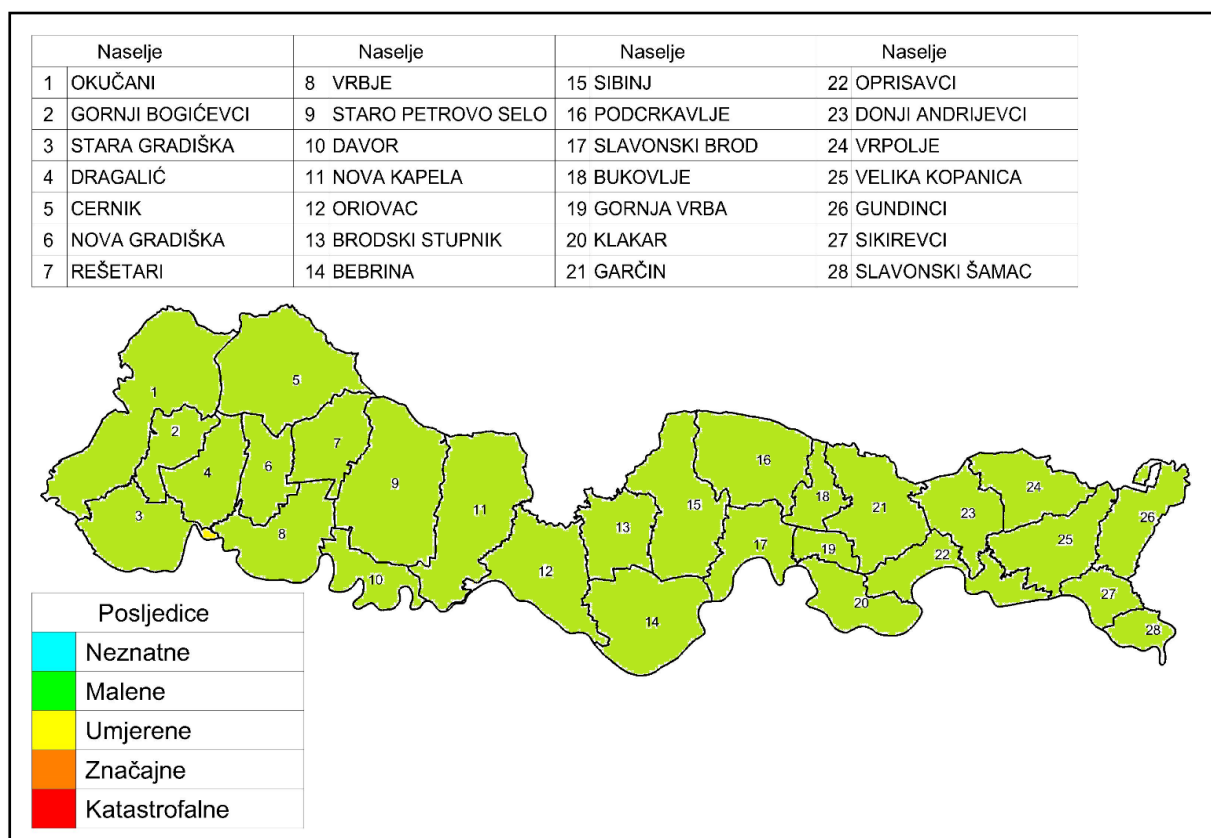 Naselje Naselje Naselje Naselje
1 OKUČANI 8 VRBJE 15 SIBINJ 22 OPRISAVCI
2 GORNJI BOGIĆEVCI 9 STARO PETROVO SELO 16 PODCRKAVLJE 23 DONJI ANDRIJEVCI
3 STARA GRADIŠKA 10 DAVOR 17 SLAVONSKI BROD 24 VRPOLJE
4 DRAGALIĆ 11 NOVA KAPELA 18 BUKOVLJE 25 VELIKA KOPANICA
5 CERNIK 12 ORIOVAC 19 GORNJA VRBA 26 GUNDINCI
6 NOVA GRADIŠKA 13 BRODSKI STUPNIK 20 KLAKAR 27 SIKIREVCI
7 REŠETARI 14 BEBRINA 21 GARČIN 28 SLAVONSKI ŠAMAC
5
1
2
7
6
4
16
24
9
18
15
21
11
23
3
26
13
8
25
17
19
22
12
10
27
20
14
28
Posljedice
Neznatne
Malene
Umjerene
Značajne
Katastrofalne